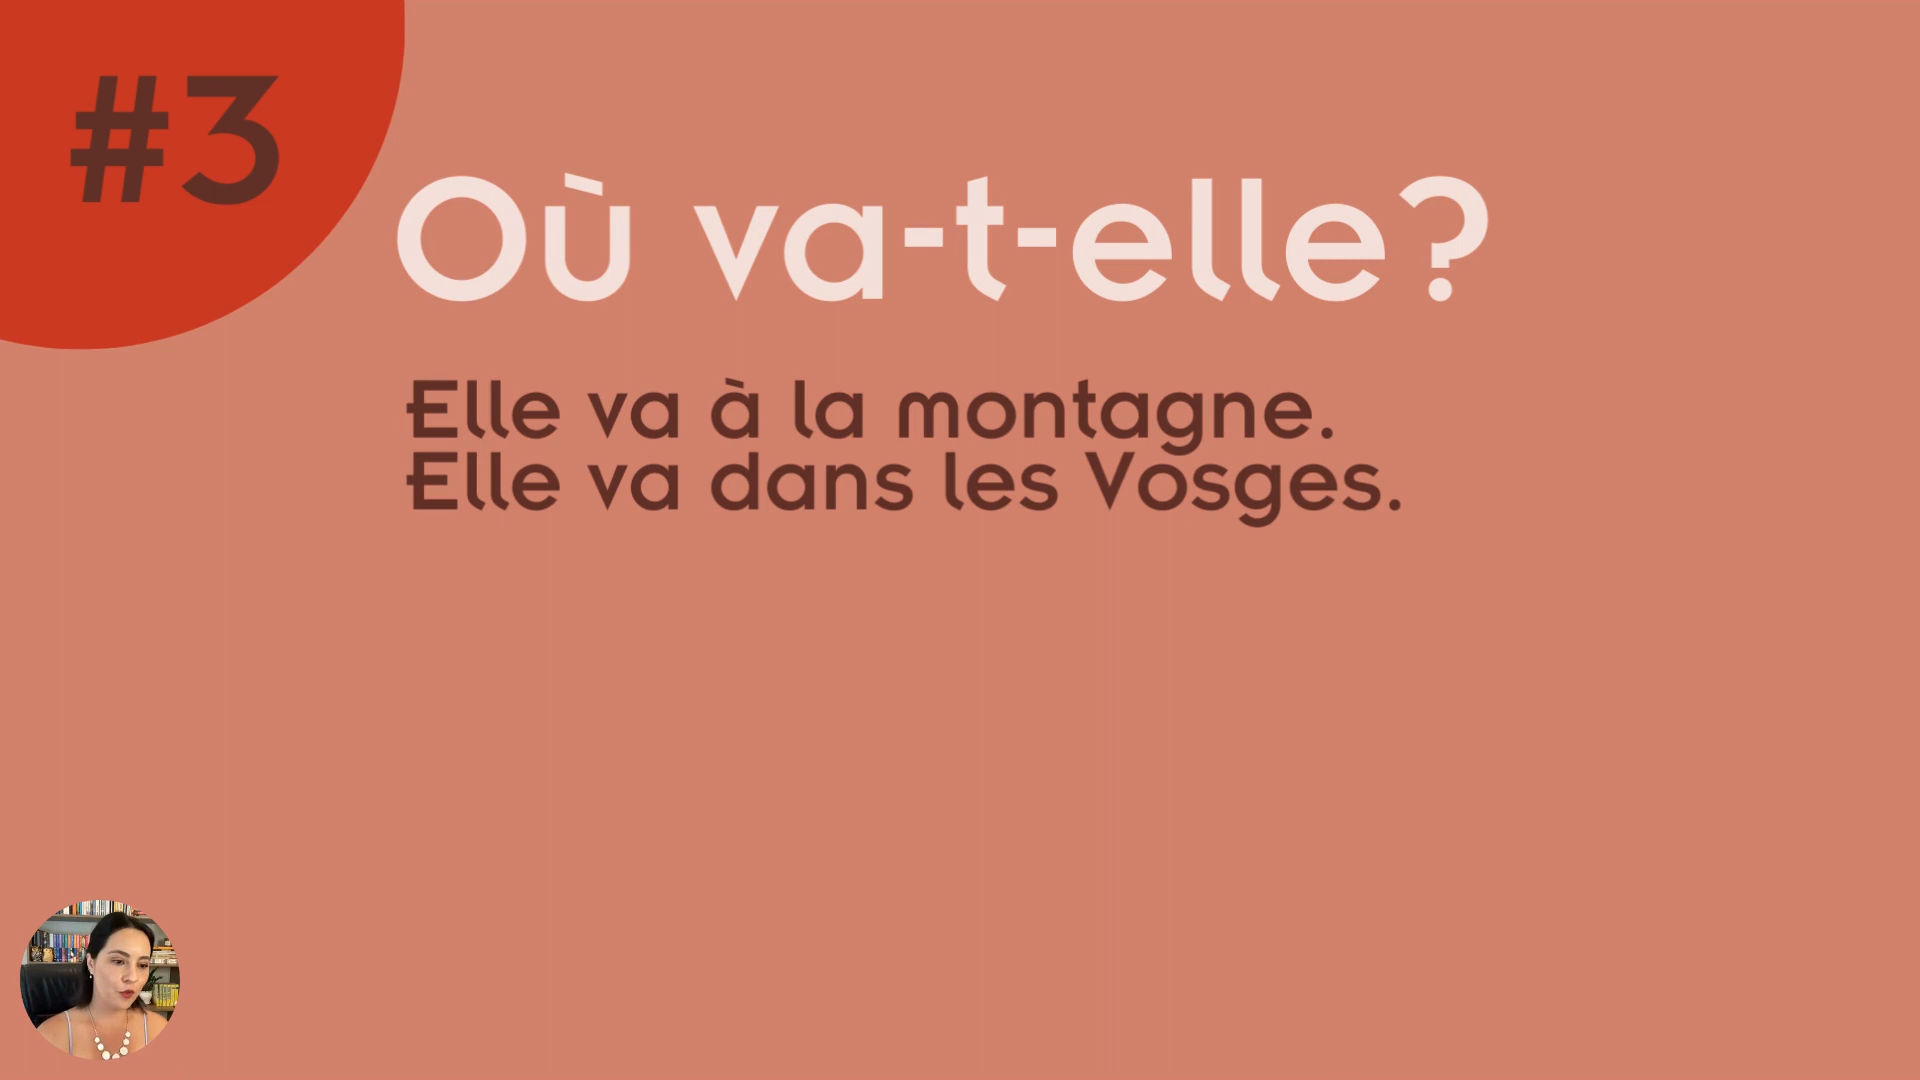 #3
Où va-t-elle?
Elle va à la montagne.
Elle va dans les Vosges.